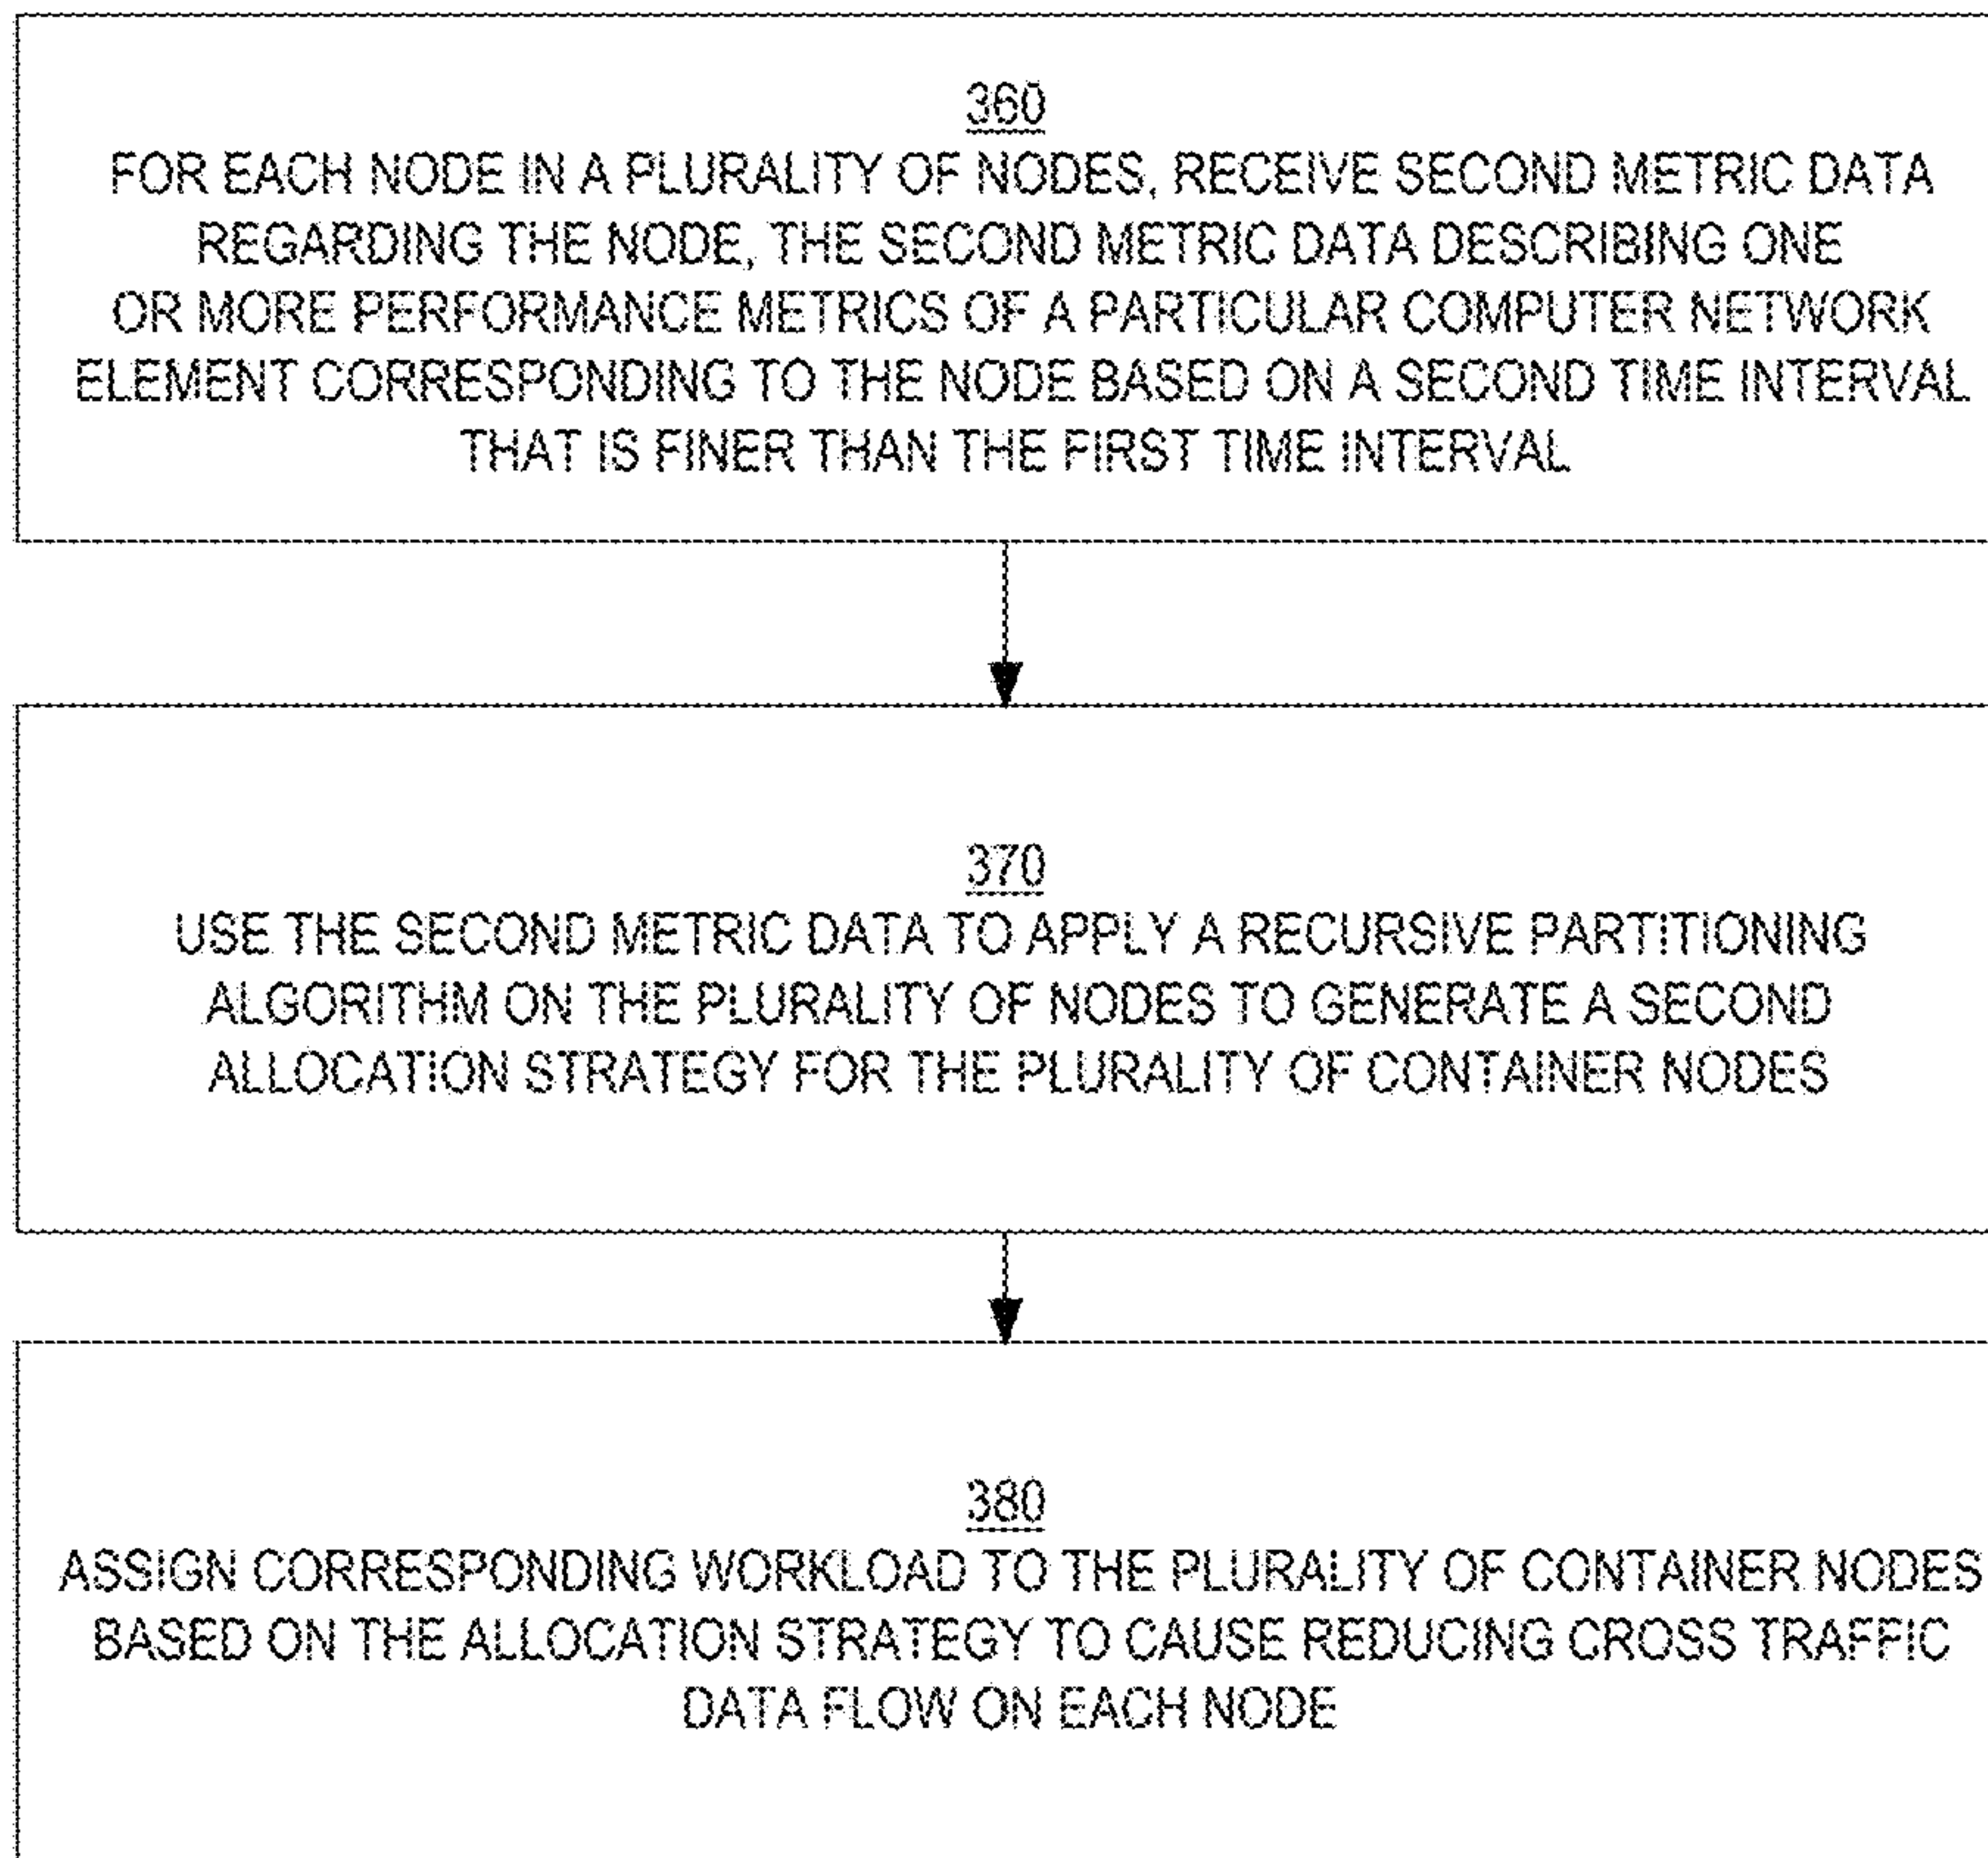 360
FOR EACH NODE IN A PLURALITY OF NODES, RECEIVE SECOND METRIC DATA
REGARDING THE NODE, THE SECOND METRIC DATA DESCRIBING ONE
OR MORE PERFORMANCE METRICS OF A PARTICULAR COMPUTER NETWORK
ELEMENT CORRESPONDING TO THE NODE BASED ON A SECOND TIME INTERVAL
THAT IS FINER THAN THE FIRST TIME INTERVAL
370
USE THE SECOND METRIC DATA TO APPLY A RECURSIVE PARTITIONING
ALGORITHM ON THE PLURALITY OF NODES TO GENERATE A SECOND
ALLOCATION STRATEGY FOR THE PLURALITY OF CONTAINER NODES
380
ASSIGN CORRESPONDING WORKLOAD TO THE PLURALITY OF CONTAINER NODES
BASED ON THE ALLOCATION STRATEGY TO CAUSE REDUCING CROSS TRAFFIC
DATA FLOW ON EACH NODE